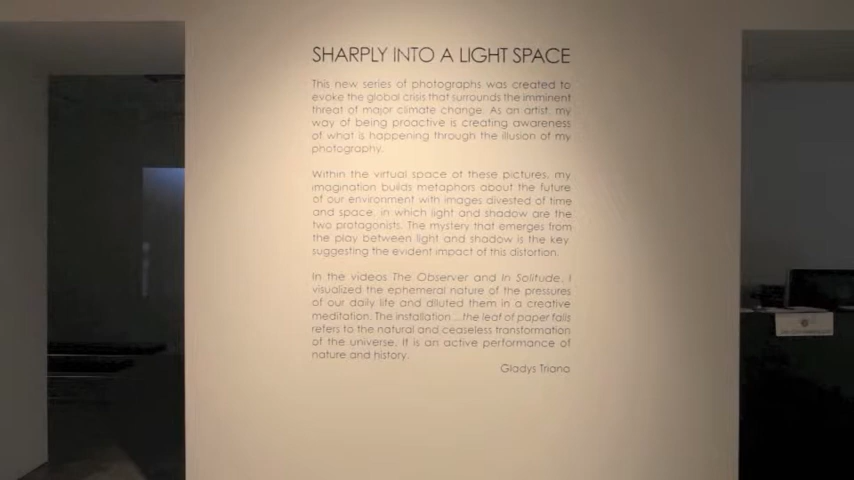 SHARPLY INTO A LIGHT SPACE
This new series of photographs was created to
evoke the global crisis that surrounds the imminent
threat of major climate change. As an artist, my
way of being proactive is creating awareness
of what is happening through the illusion of my
photography.
Within the virtual space of these pictures, my
imagination builds metaphors about the future
of our environment with images divested of time
and space, in which light and shadow are the
two protagonists. The mystery that emerges from
the play between light and shadow is the key
suggesting the evident impact of this distortion.
In the videos The Observer and In Solitude, I
visualized the ephemeral nature of the pressures
of our daily life and diluted them in a creative
meditation. The installation ...the leaf of paper falls
refers to the natural and ceaseless transformation
of the universe. It is an active performance of
nature and history.
Gladys Triana